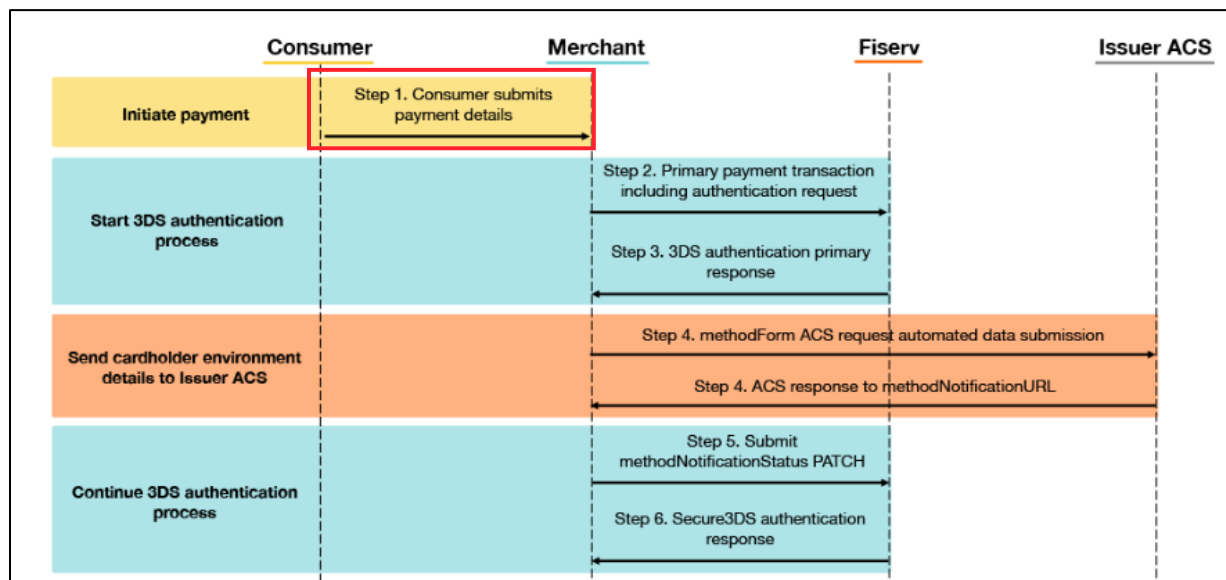 Consumer
Merchant
Fiserv
Issuer ACS
Initiate payment
Step 1. Consumer submits
payment details
Start 3DS authentication
process
Step 2. Primary payment transaction
including authentication request
Step 3. 3DS authentication primary
response
Send cardholder environment
details to Issuer ACS
Step 4. methodForm ACS request automated data submission
Step 4. ACS response to methodNotificationURL
Continue 3DS authentication
process
Step 5. Submit
methodNotificationStatus PATCH
Step 6. Secure3DS authentication
response